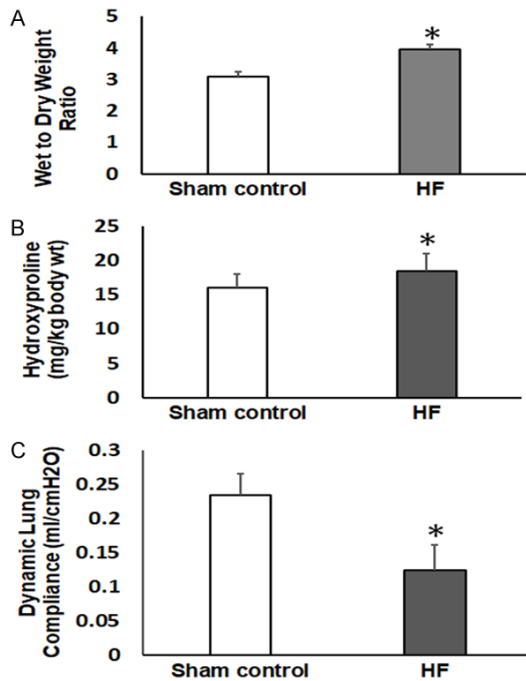 A
Wet to Dry Weight
Ratio
5
4
3
2
1
0
*
Sham control
HF
B
Hydroxyproline
(mg/kg body wt)
25
20
15
10
5
0
*
Sham control
HF
C
Dynamic Lung
Compliance (ml/cmH2O)
0.3
0.25
0.2
0.15
0.1
0.05
0
*
Sham control
HF